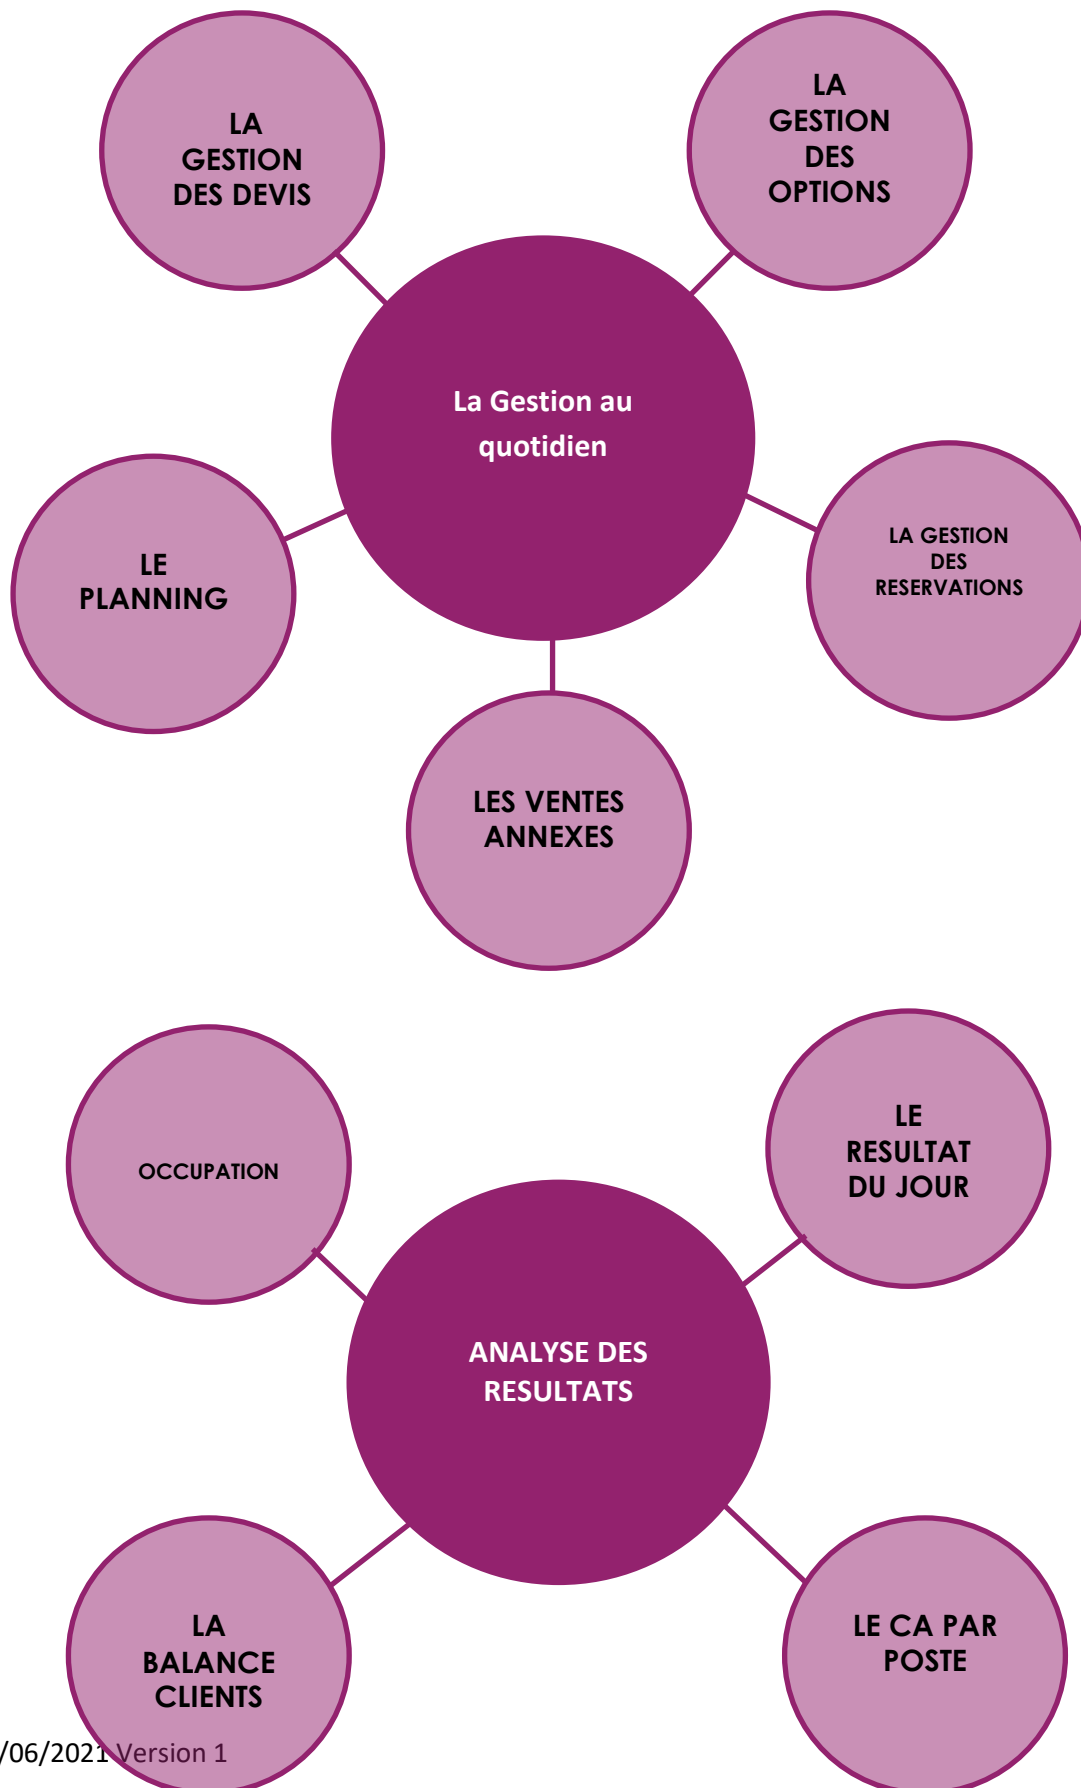 LA
GESTION
DES DEVIS
LA
GESTION
DES
OPTIONS
La Gestion au
quotidien
LE
PLANNING
LA GESTION
DES
RESERVATIONS
LES VENTES
ANNEXES
OCCUPATION
LE
RESULTAT
DU JOUR
ANALYSE DES
RESULTATS
LA
BALANCE
CLIENTS
LE CA PAR
POSTE
/06/2021 Version 1